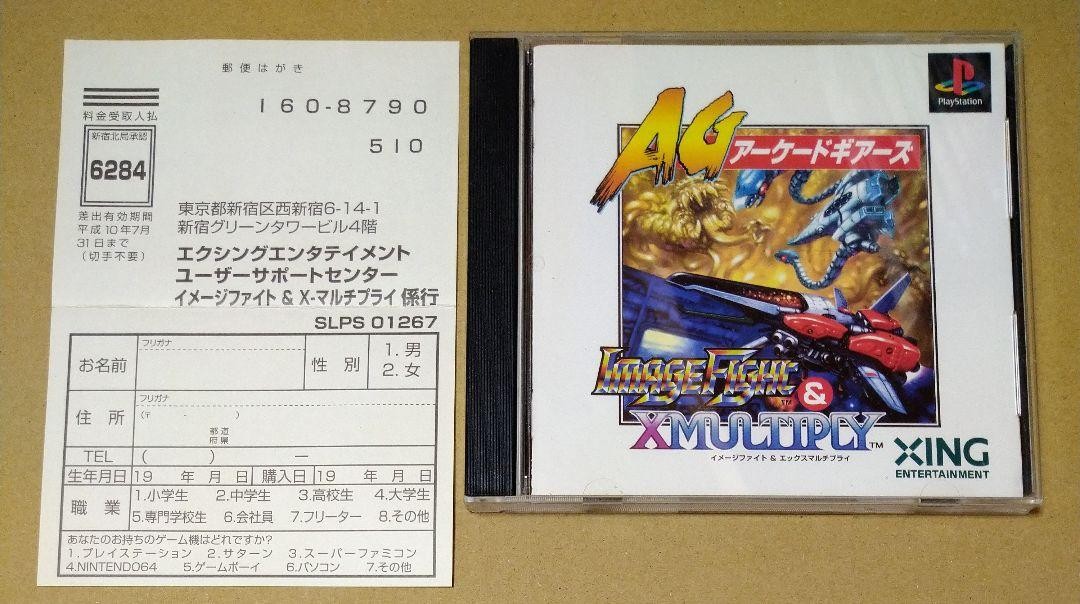 郵便はがき
160-8790
510
料金受取人払
新宿北局承認
6284
差出有効期間
平成10年7月
31日まで
(切手不要)
東京都新宿区西新宿6-14-1
新宿グリーンタワービル4階
エクシングエンタテイメント
ユーザーサポートセンター
イメージファイト & X-マルチプライ 係行
SLPS 01267
お名前
フリガナ
性 別
1. 男
2. 女
住 所
フリガナ
(〒 - )
都道
府県
TEL ( ) ー
生年月日 19 年 月 日 購入日 19 年 月 日
職 業
1.小学生 2.中学生 3.高校生 4.大学生
5.専門学校生 6.会社員 7.フリーター 8.その他
あなたのお持ちのゲーム機はどれですか?
1.プレイステーション 2.サターン 3.スーパーファミコン
4.NINTENDO64 5.ゲームボーイ 6.パソコン 7.その他
PlayStation
AG
アーケードギアーズ
IMAGE FIGHT™
&
XMULTIPLY™
イメージファイト & エックスマルチプライ
XING
ENTERTAINMENT